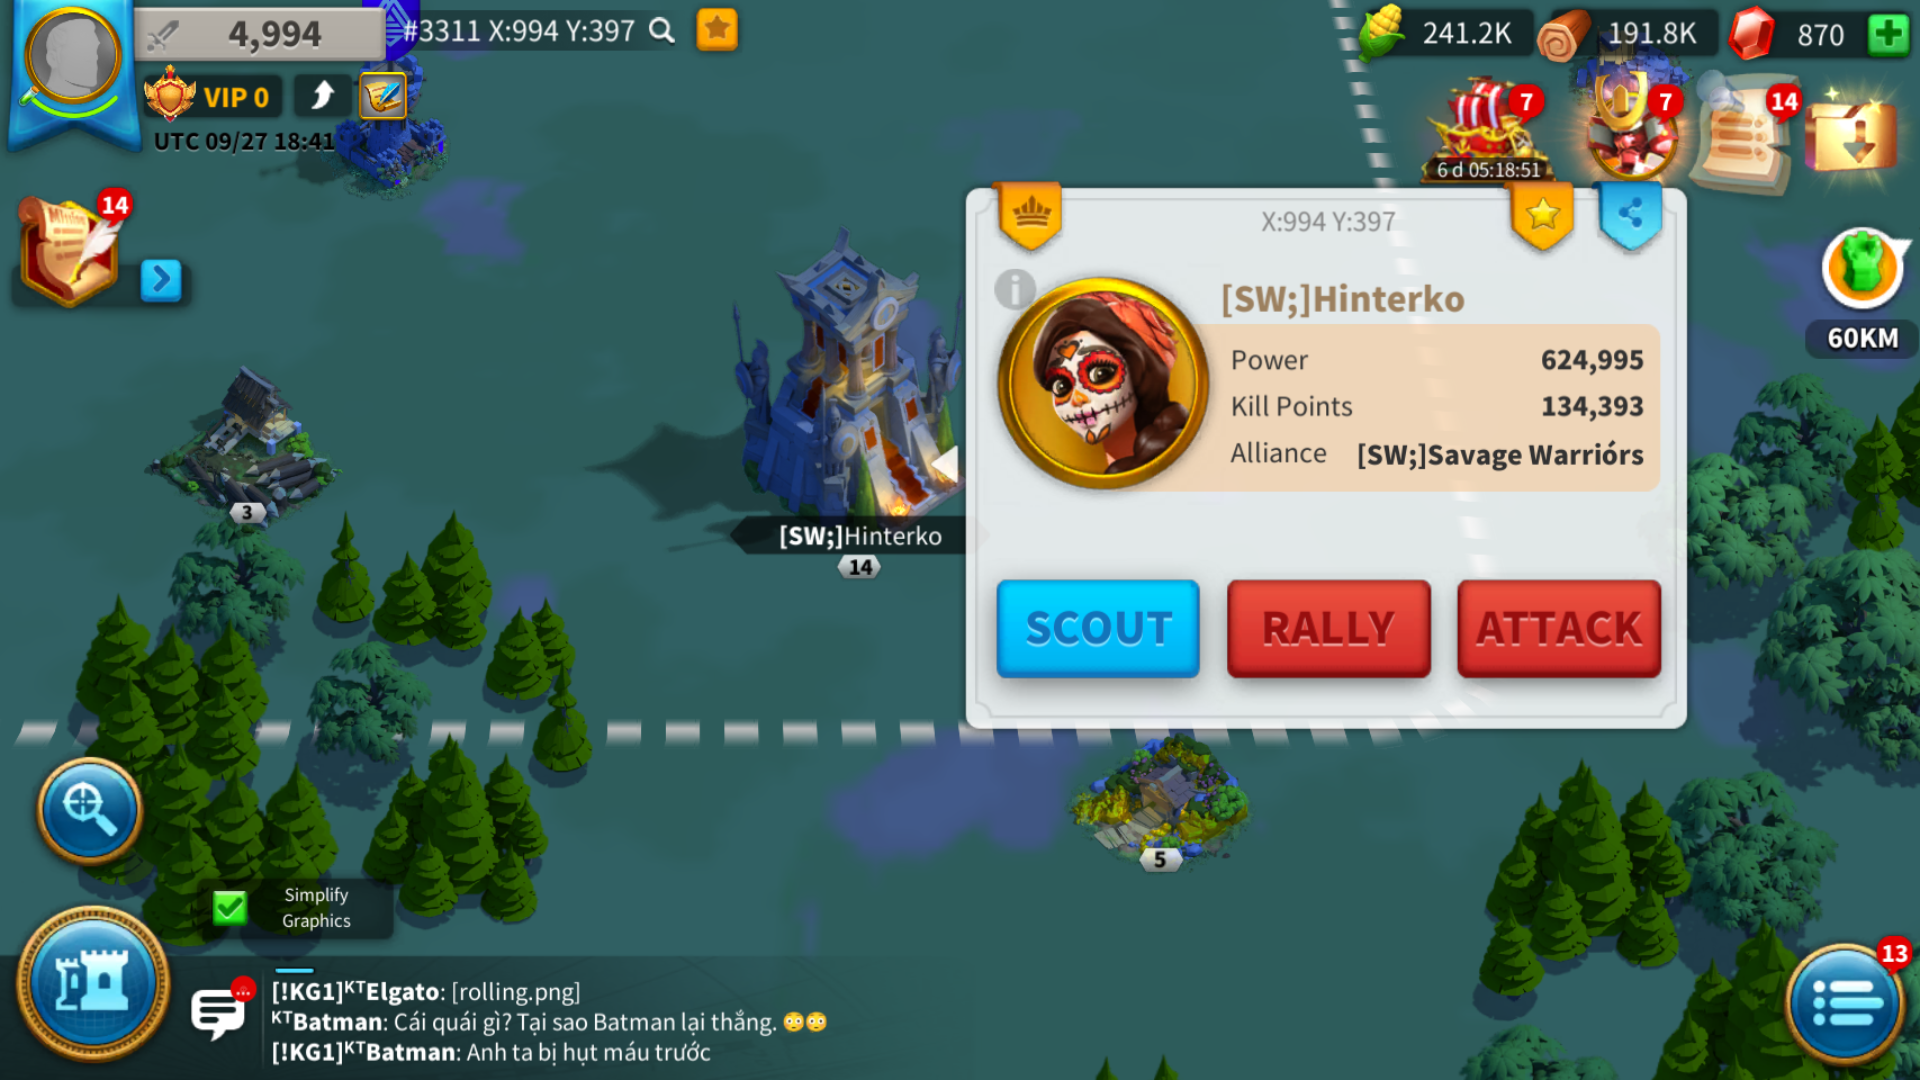 4,994
#3311 X:994 Y:397
241.2K
191.8K
870
VIP 0
UTC 09/27 18:41
7
6 d 05:18:51
7
14
Mission
14
X:994 Y:397
[SW;]Hinterko
Power 624,995
Kill Points 134,393
Alliance [SW;]Savage Warriórs
60KM
3
[SW;]Hinterko
14
SCOUT
RALLY
ATTACK
5
Simplify
Graphics
13
[!KG1]ᴷᵀElgato: [rolling.png]
ᴷᵀBatman: Cái quái gì? Tại sao Batman lại thắng. 😳😳
[!KG1]ᴷᵀBatman: Anh ta bị hụt máu trước